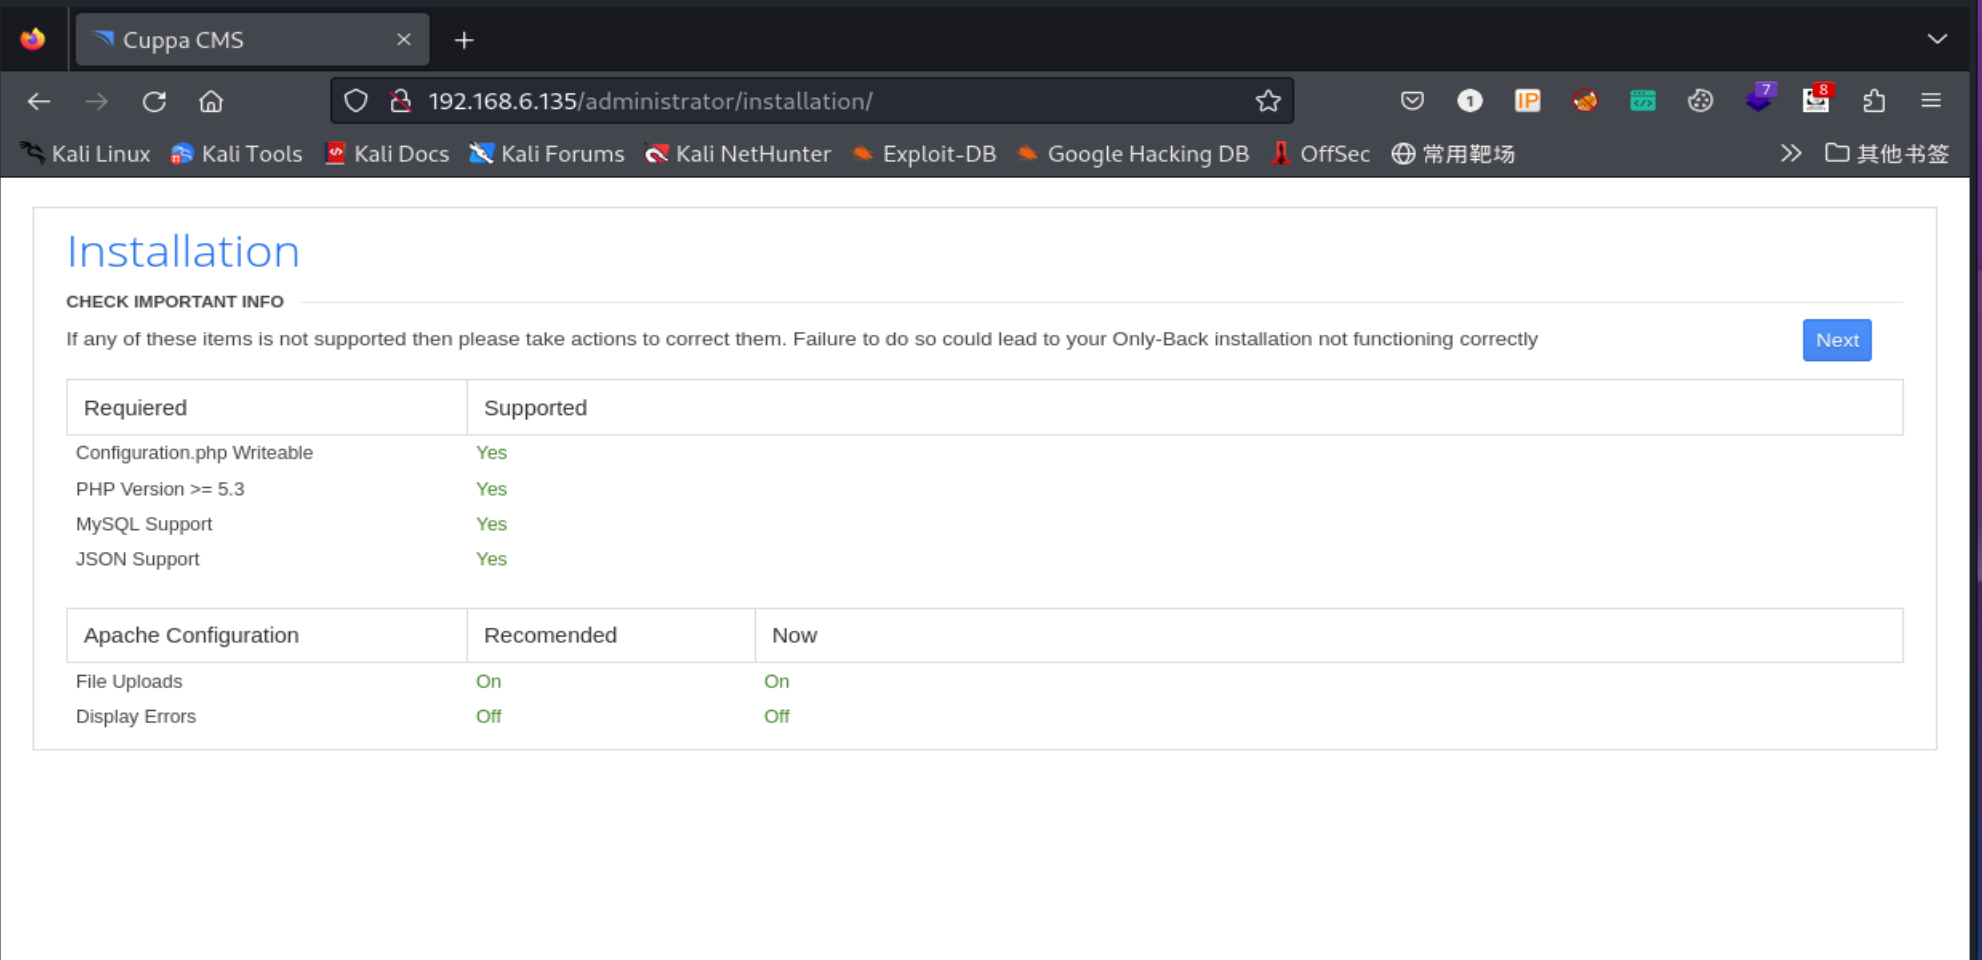 Cuppa CMS
192.168.6.135/administrator/installation/
1 IP 7 8
Kali Linux Kali Tools Kali Docs Kali Forums Kali NetHunter Exploit-DB Google Hacking DB OffSec 常用靶场 其他书签
Installation
CHECK IMPORTANT INFO
If any of these items is not supported then please take actions to correct them. Failure to do so could lead to your Only-Back installation not functioning correctly
Next
Requiered Supported
Configuration.php Writeable Yes
PHP Version >= 5.3 Yes
MySQL Support Yes
JSON Support Yes
Apache Configuration Recomended Now
File Uploads On On
Display Errors Off Off